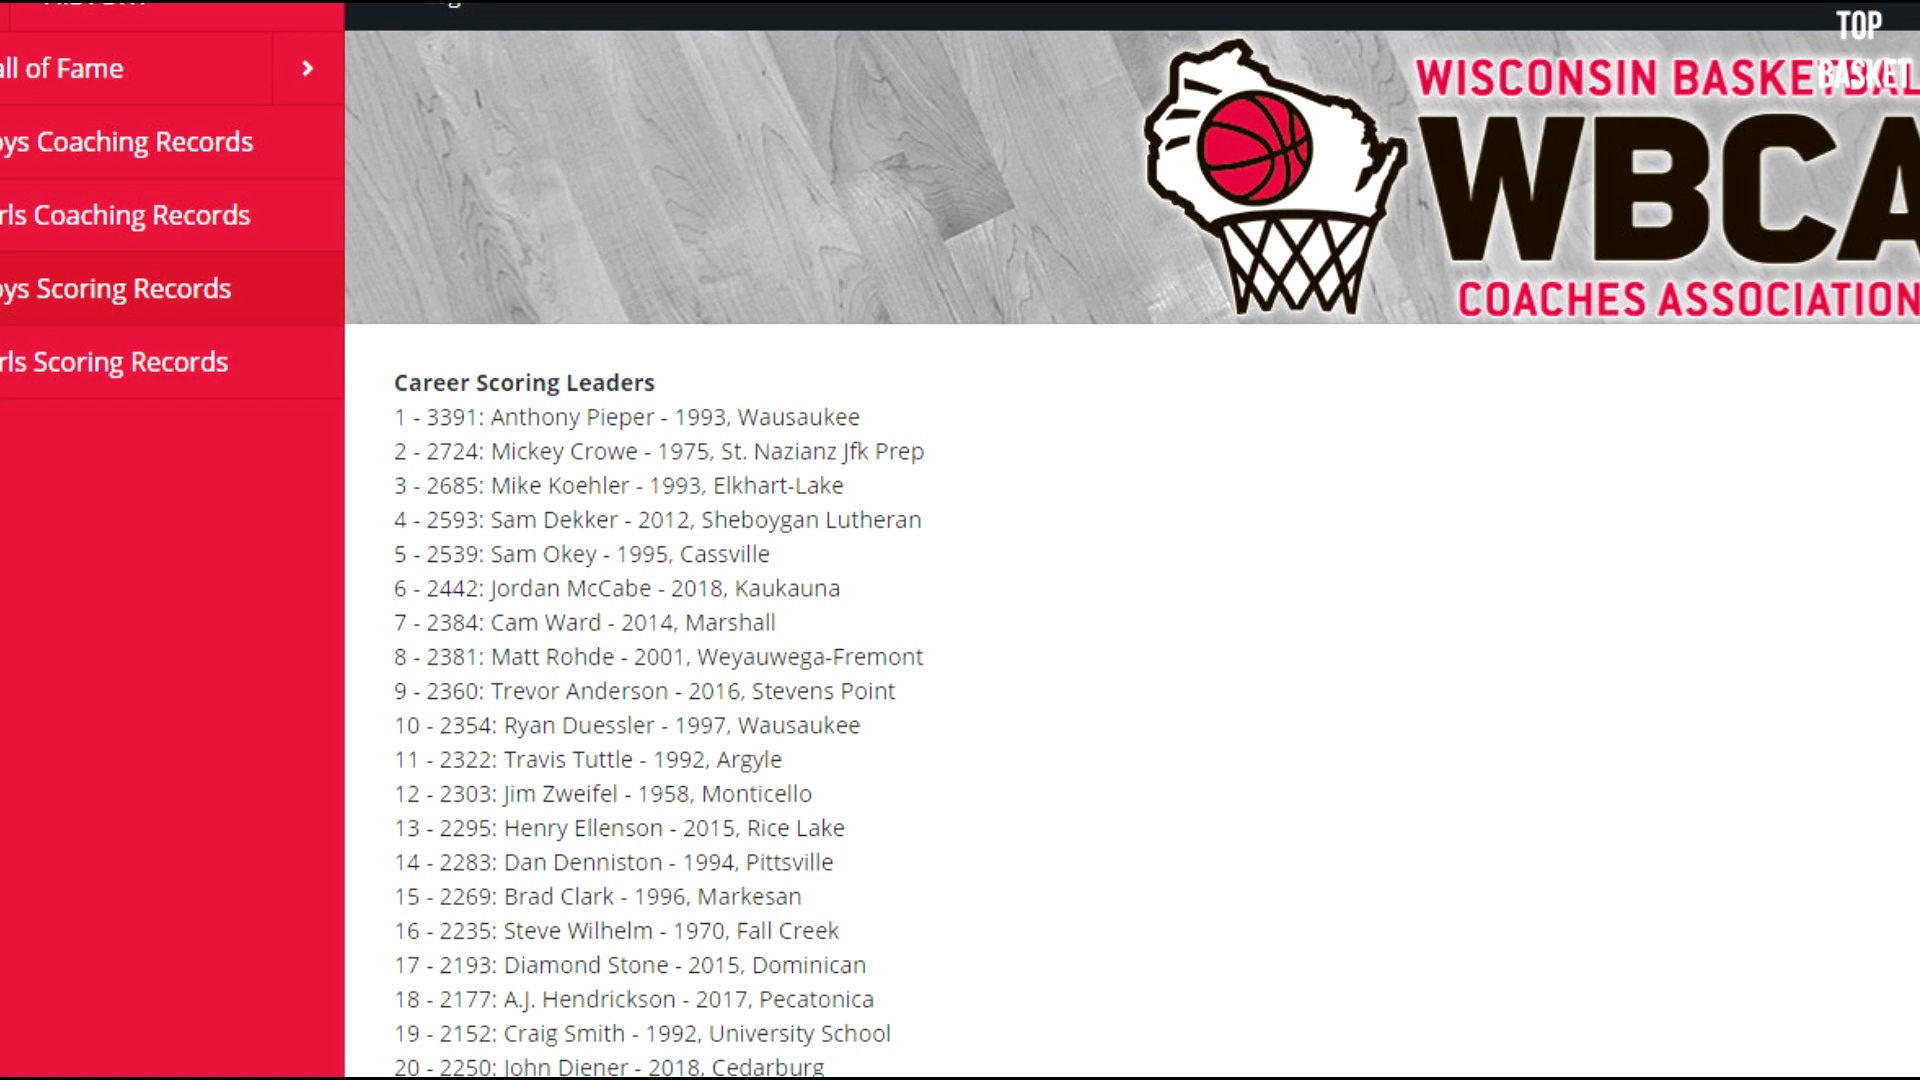 all of Fame
oys Coaching Records
rls Coaching Records
oys Scoring Records
rls Scoring Records
TOP
BASKET
WISCONSIN BASKETBAL
WBCA
COACHES ASSOCIATION
Career Scoring Leaders
1 - 3391: Anthony Pieper - 1993, Wausaukee
2 - 2724: Mickey Crowe - 1975, St. Nazianz Jfk Prep
3 - 2685: Mike Koehler - 1993, Elkhart-Lake
4 - 2593: Sam Dekker - 2012, Sheboygan Lutheran
5 - 2539: Sam Okey - 1995, Cassville
6 - 2442: Jordan McCabe - 2018, Kaukauna
7 - 2384: Cam Ward - 2014, Marshall
8 - 2381: Matt Rohde - 2001, Weyauwega-Fremont
9 - 2360: Trevor Anderson - 2016, Stevens Point
10 - 2354: Ryan Duessler - 1997, Wausaukee
11 - 2322: Travis Tuttle - 1992, Argyle
12 - 2303: Jim Zweifel - 1958, Monticello
13 - 2295: Henry Ellenson - 2015, Rice Lake
14 - 2283: Dan Denniston - 1994, Pittsville
15 - 2269: Brad Clark - 1996, Markesan
16 - 2235: Steve Wilhelm - 1970, Fall Creek
17 - 2193: Diamond Stone - 2015, Dominican
18 - 2177: A.J. Hendrickson - 2017, Pecatonica
19 - 2152: Craig Smith - 1992, University School
20 - 2250: John Diener - 2018, Cedarburg